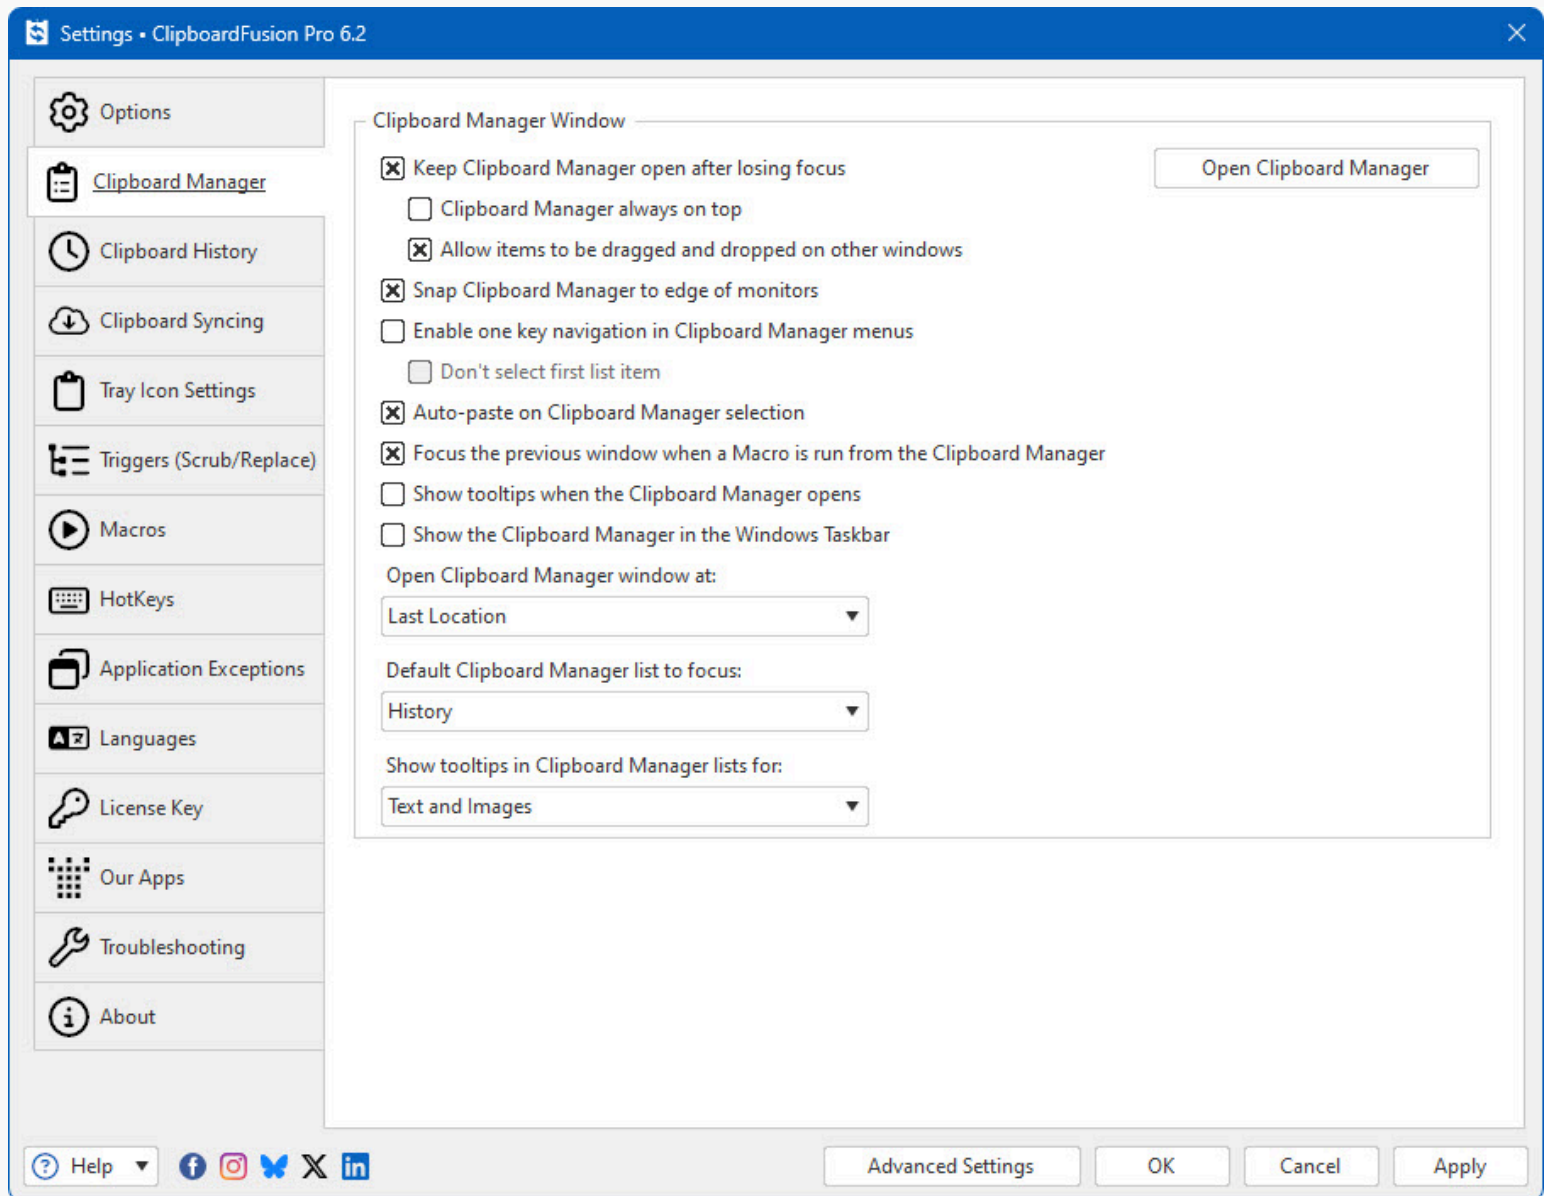 Settings • ClipboardFusion Pro 6.2
Options
Clipboard Manager
Clipboard History
Clipboard Syncing
Tray Icon Settings
Triggers (Scrub/Replace)
Macros
HotKeys
Application Exceptions
Languages
License Key
Our Apps
Troubleshooting
About
Clipboard Manager Window
Keep Clipboard Manager open after losing focus
Open Clipboard Manager
Clipboard Manager always on top
Allow items to be dragged and dropped on other windows
Snap Clipboard Manager to edge of monitors
Enable one key navigation in Clipboard Manager menus
Don't select first list item
Auto-paste on Clipboard Manager selection
Focus the previous window when a Macro is run from the Clipboard Manager
Show tooltips when the Clipboard Manager opens
Show the Clipboard Manager in the Windows Taskbar
Open Clipboard Manager window at:
Last Location
Default Clipboard Manager list to focus:
History
Show tooltips in Clipboard Manager lists for:
Text and Images
Help
Advanced Settings
OK
Cancel
Apply